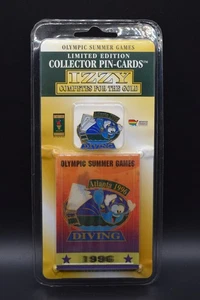 OLYMPIC SUMMER GAMES
LIMITED EDITION
COLLECTOR PIN-CARDS™
IZZY
COMPETES FOR THE GOLD
OLYMPIC SUMMER GAMES
Atlanta 1996
DIVING
1996